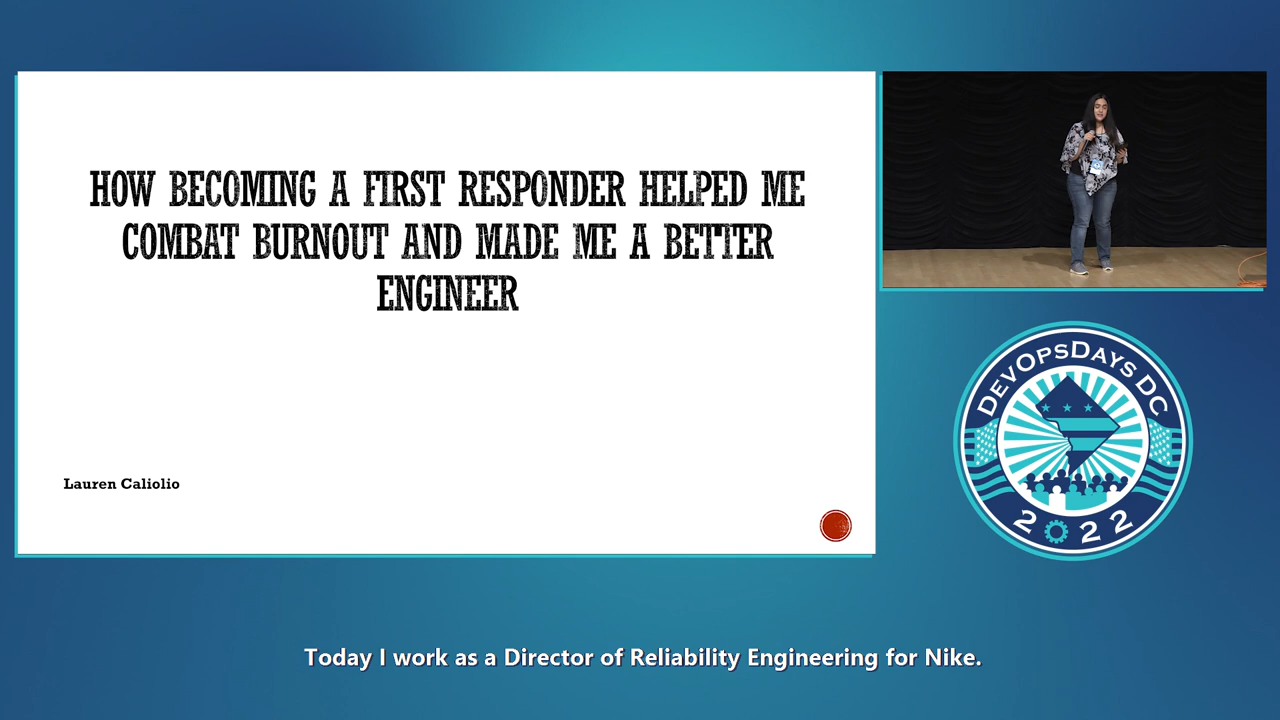 HOW BECOMING A FIRST RESPONDER HELPED ME
COMBAT BURNOUT AND MADE ME A BETTER
ENGINEER
Lauren Caliolio
DEVOPSDAYS DC
2022
Today I work as a Director of Reliability Engineering for Nike.